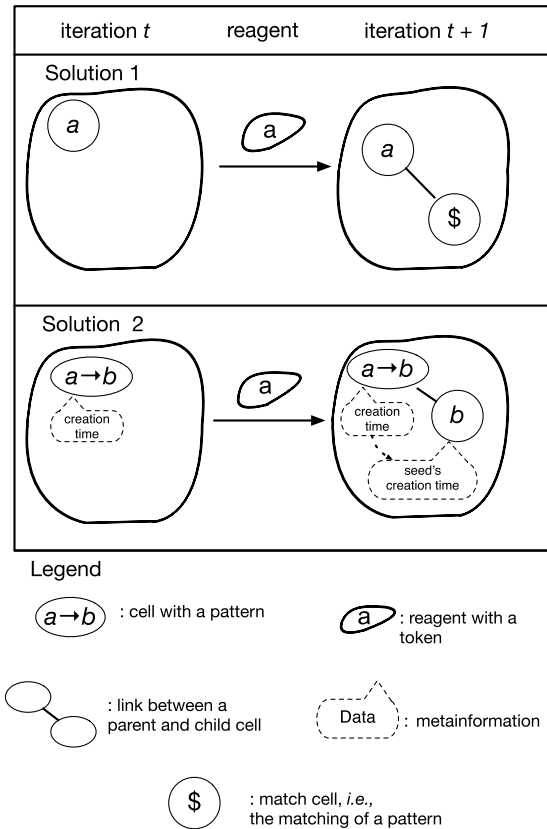 iteration t reagent iteration t + 1
Solution 1
a
a
a
$
Solution 2
a→b
creation
time
a
a→b
b
creation
time
seed's
creation time
Legend
a→b : cell with a pattern
a : reagent with a
token
: link between a
parent and child cell
Data : metainformation
$ : match cell, i.e.,
the matching of a pattern